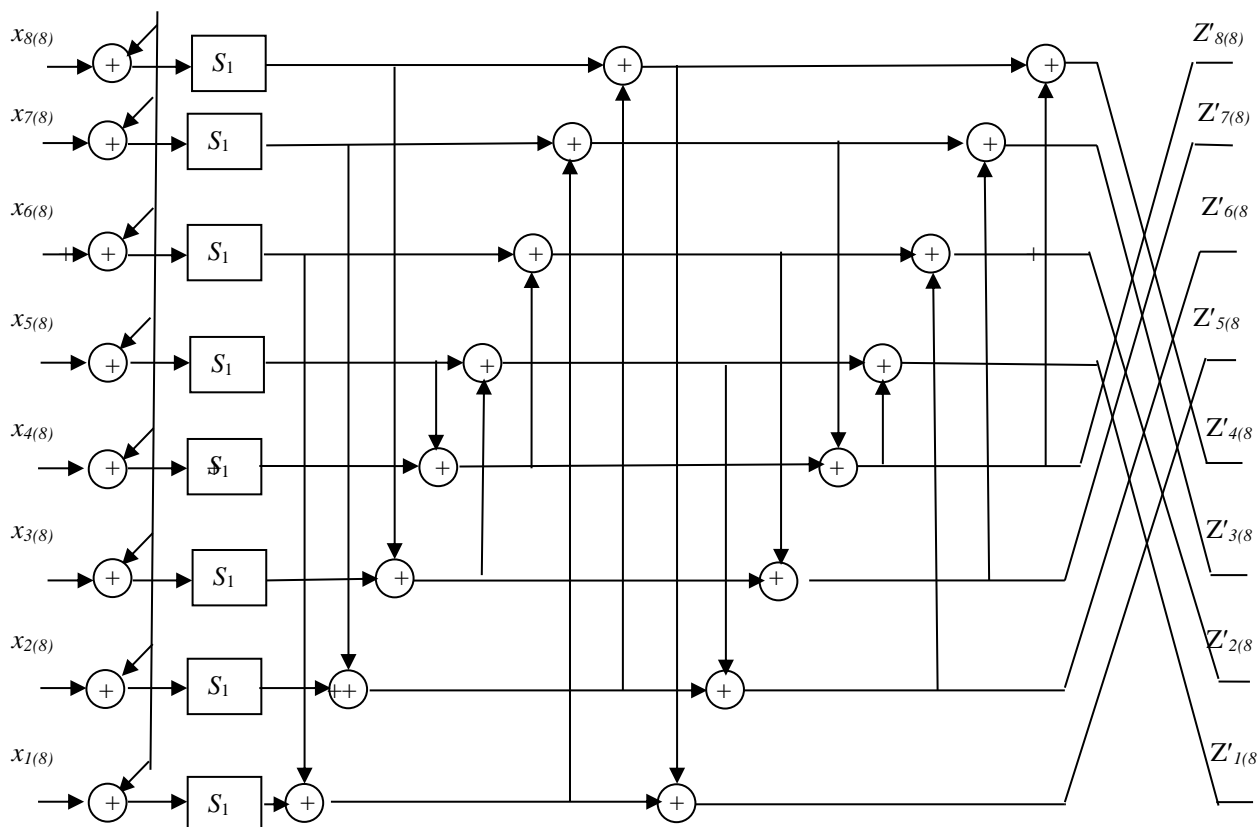 x8(8) Z′8(8)
+ S1 + +
x7(8) Z′7(8)
+ S1 + +
x6(8) Z′6(8
+ + S1 + + +
x5(8) Z′5(8
+ S1 + +
x4(8) Z′4(8
+ S1 + + +
x3(8) Z′3(8
+ S1 + +
x2(8) Z′2(8
+ S1 ++ +
x1(8) Z′1(8
+ S1 + +